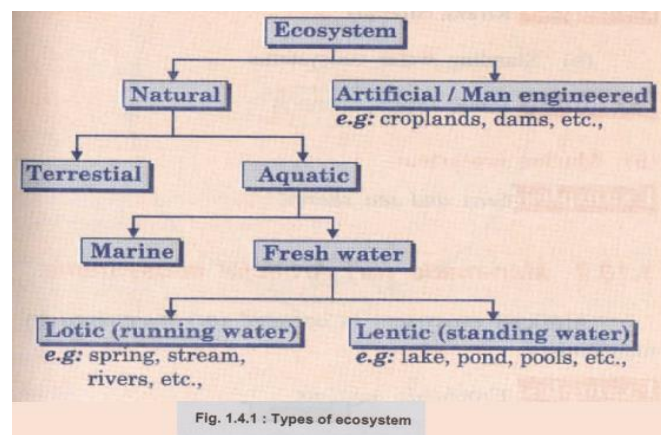 Ecosystem
Natural
Artificial / Man engineered
e.g: croplands, dams, etc.,
Terrestial
Aquatic
Marine
Fresh water
Lotic (running water)
e.g: spring, stream,
rivers, etc.,
Lentic (standing water)
e.g: lake, pond, pools, etc.,
Fig. 1.4.1 : Types of ecosystem